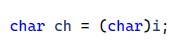 char ch = (char)i;